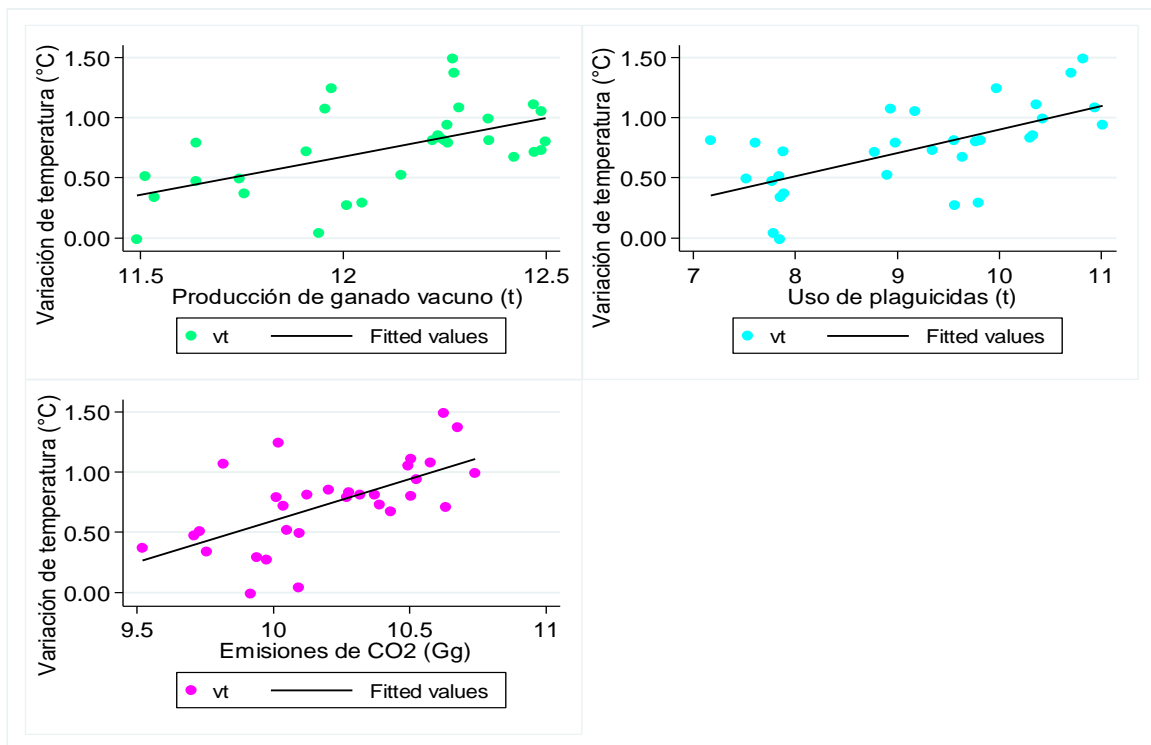 Variación de temperatura (°C)
1.50
1.00
0.50
0.00
11.5 12 12.5
Producción de ganado vacuno (t)
vt Fitted values
Variación de temperatura (°C)
1.50
1.00
0.50
0.00
7 8 9 10 11
Uso de plaguicidas (t)
vt Fitted values
Variación de temperatura (°C)
1.50
1.00
0.50
0.00
9.5 10 10.5 11
Emisiones de CO2 (Gg)
vt Fitted values